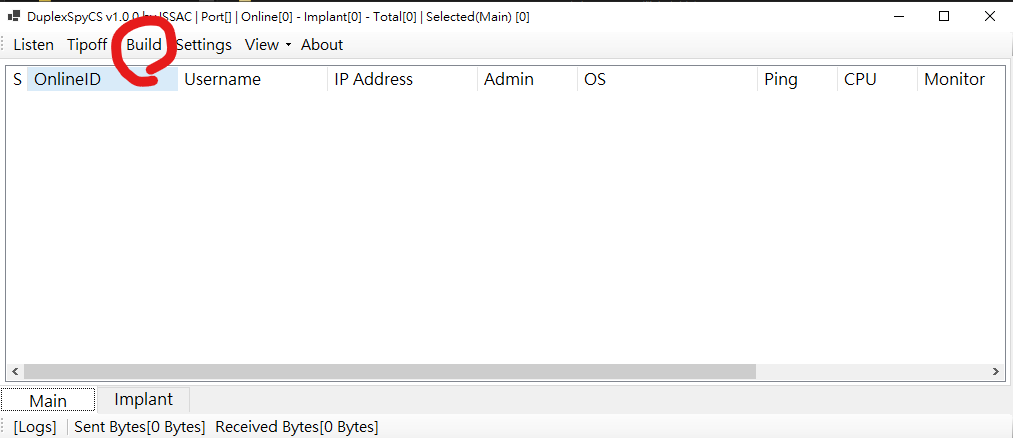 DuplexSpyCS v1.0.0 by ISSAC | Port[] | Online[0] - Implant[0] - Total[0] | Selected(Main) [0]
Listen Tipoff Build Settings View About
S OnlineID Username IP Address Admin OS Ping CPU Monitor
Main Implant
[Logs] Sent Bytes[0 Bytes] Received Bytes[0 Bytes]